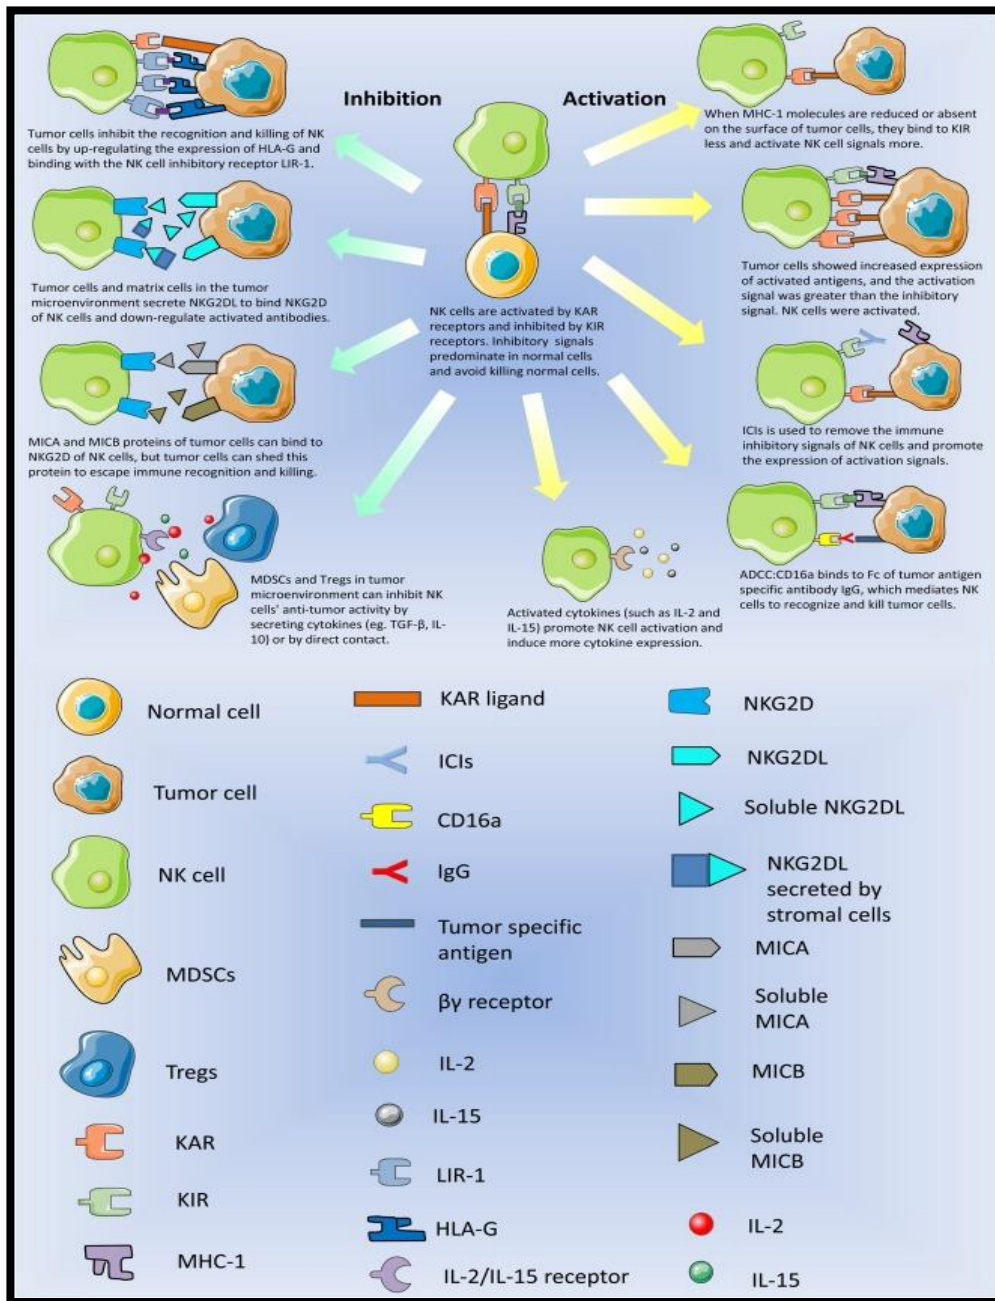 Inhibition
Activation
Tumor cells inhibit the recognition and killing of NK
cells by up-regulating the expression of HLA-G and
binding with the NK cell inhibitory receptor LIR-1.
Tumor cells and matrix cells in the tumor
microenvironment secrete NKG2DL to bind NKG2D
of NK cells and down-regulate activated antibodies.
MICA and MICB proteins of tumor cells can bind to
NKG2D of NK cells, but tumor cells can shed this
protein to escape immune recognition and killing.
MDSCs and Tregs in tumor
microenvironment can inhibit NK
cells' anti-tumor activity by
secreting cytokines (eg. TGF-β, IL-
10) or by direct contact.
NK cells are activated by KAR
receptors and inhibited by KIR
receptors. Inhibitory signals
predominate in normal cells
and avoid killing normal cells.
When MHC-1 molecules are reduced or absent
on the surface of tumor cells, they bind to KIR
less and activate NK cell signals more.
Tumor cells showed increased expression
of activated antigens, and the activation
signal was greater than the inhibitory
signal. NK cells were activated.
ICIs is used to remove the immune
inhibitory signals of NK cells and promote
the expression of activation signals.
ADCC:CD16a binds to Fc of tumor antigen
specific antibody IgG, which mediates NK
cells to recognize and kill tumor cells.
Activated cytokines (such as IL-2 and
IL-15) promote NK cell activation and
induce more cytokine expression.
Normal cell
Tumor cell
NK cell
MDSCs
Tregs
KAR
KIR
MHC-1
KAR ligand
ICIs
CD16a
IgG
Tumor specific
antigen
βγ receptor
IL-2
IL-15
LIR-1
HLA-G
IL-2/IL-15 receptor
NKG2D
NKG2DL
Soluble NKG2DL
NKG2DL
secreted by
stromal cells
MICA
Soluble
MICA
MICB
Soluble
MICB
IL-2
IL-15